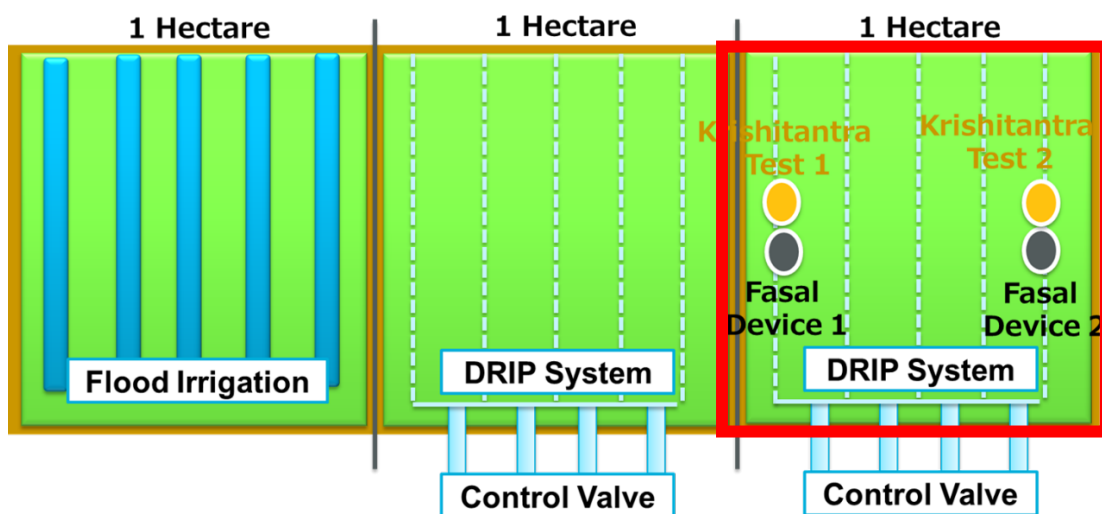 1 Hectare
1 Hectare
1 Hectare
Krishitantra
Test 1
Krishitantra
Test 2
Fasal
Device 1
Fasal
Device 2
Flood Irrigation
DRIP System
DRIP System
Control Valve
Control Valve